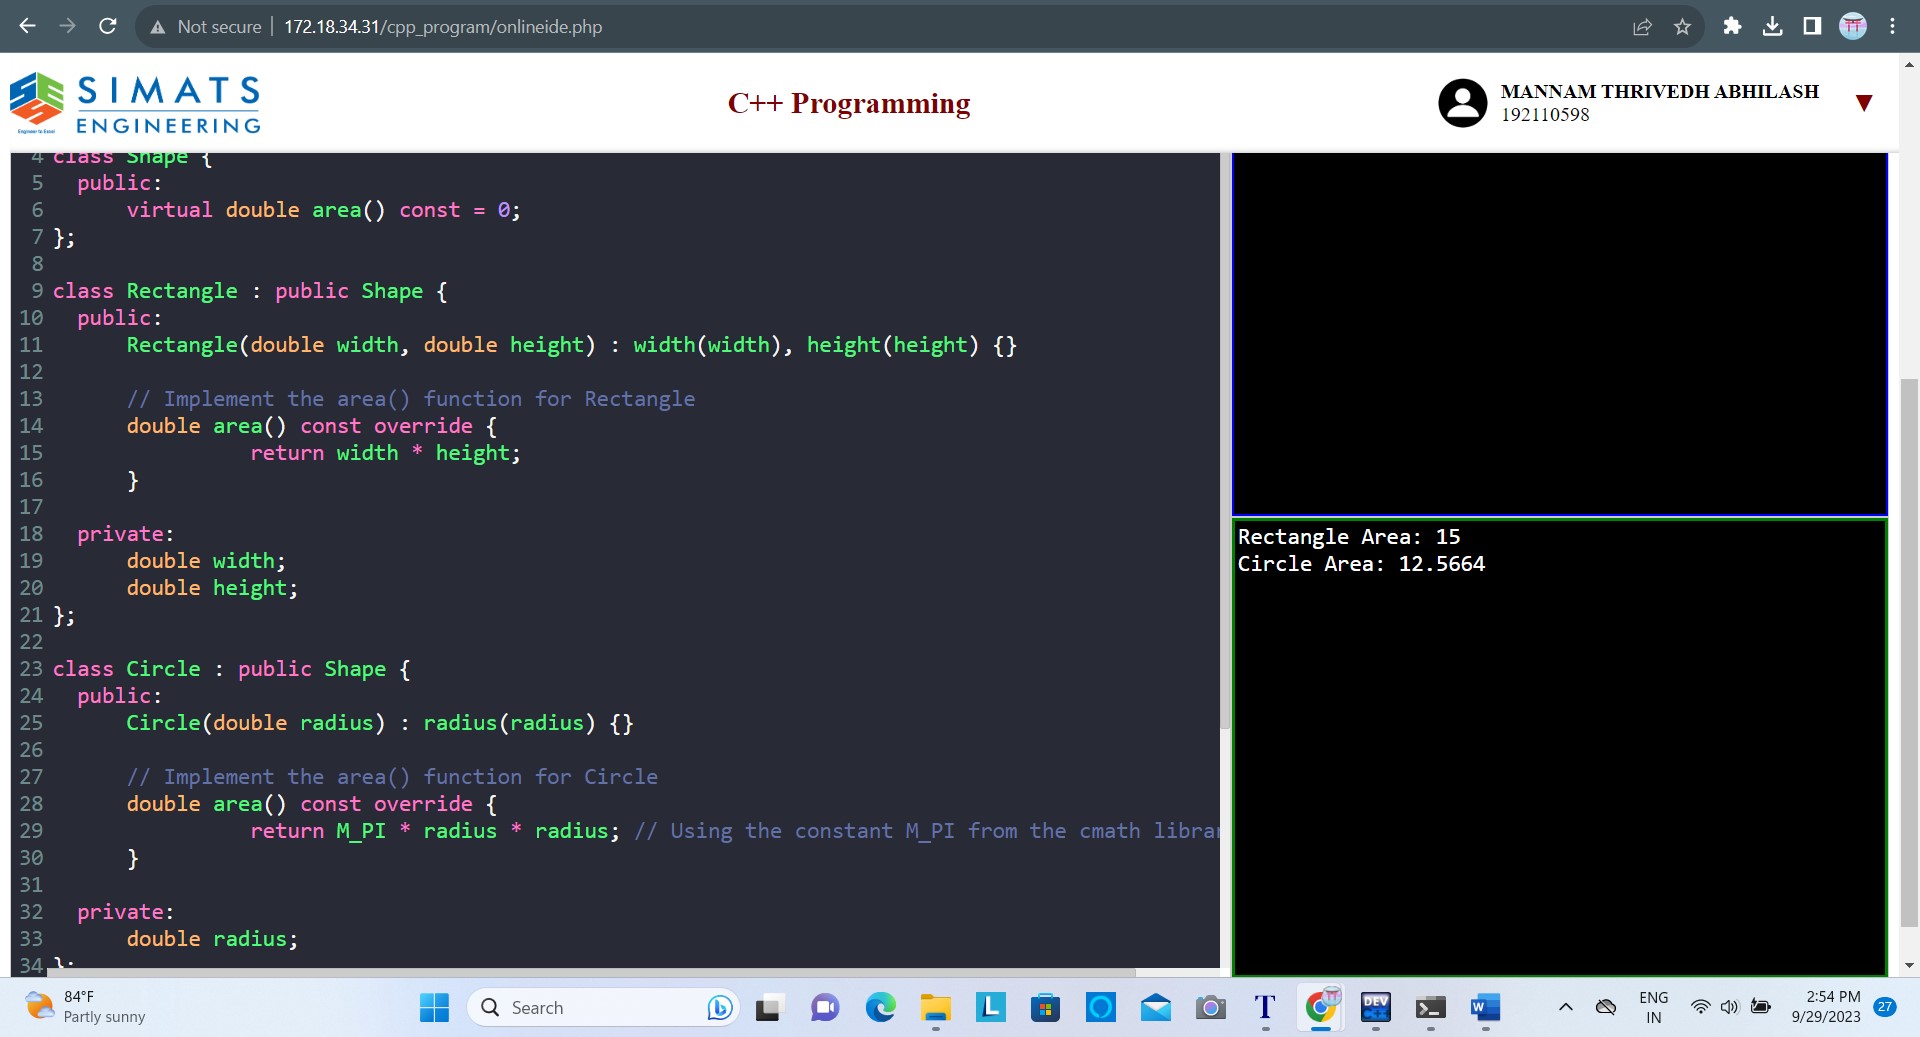 Not secure 172.18.34.31/cpp_program/onlineide.php
SIMATS
ENGINEERING
Engineer to Excel
C++ Programming
MANNAM THRIVEDH ABHILASH
192110598
4 class Shape {
5 public:
6 virtual double area() const = 0;
7 };
8
9 class Rectangle : public Shape {
10 public:
11 Rectangle(double width, double height) : width(width), height(height) {}
12
13 // Implement the area() function for Rectangle
14 double area() const override {
15 return width * height;
16 }
17
18 private:
19 double width;
20 double height;
21 };
22
23 class Circle : public Shape {
24 public:
25 Circle(double radius) : radius(radius) {}
26
27 // Implement the area() function for Circle
28 double area() const override {
29 return M_PI * radius * radius; // Using the constant M_PI from the cmath librar
30 }
31
32 private:
33 double radius;
34 };
Rectangle Area: 15
Circle Area: 12.5664
84°F
Partly sunny
Search
L
T
DEV
C++
W
ENG
IN
2:54 PM
9/29/2023
27